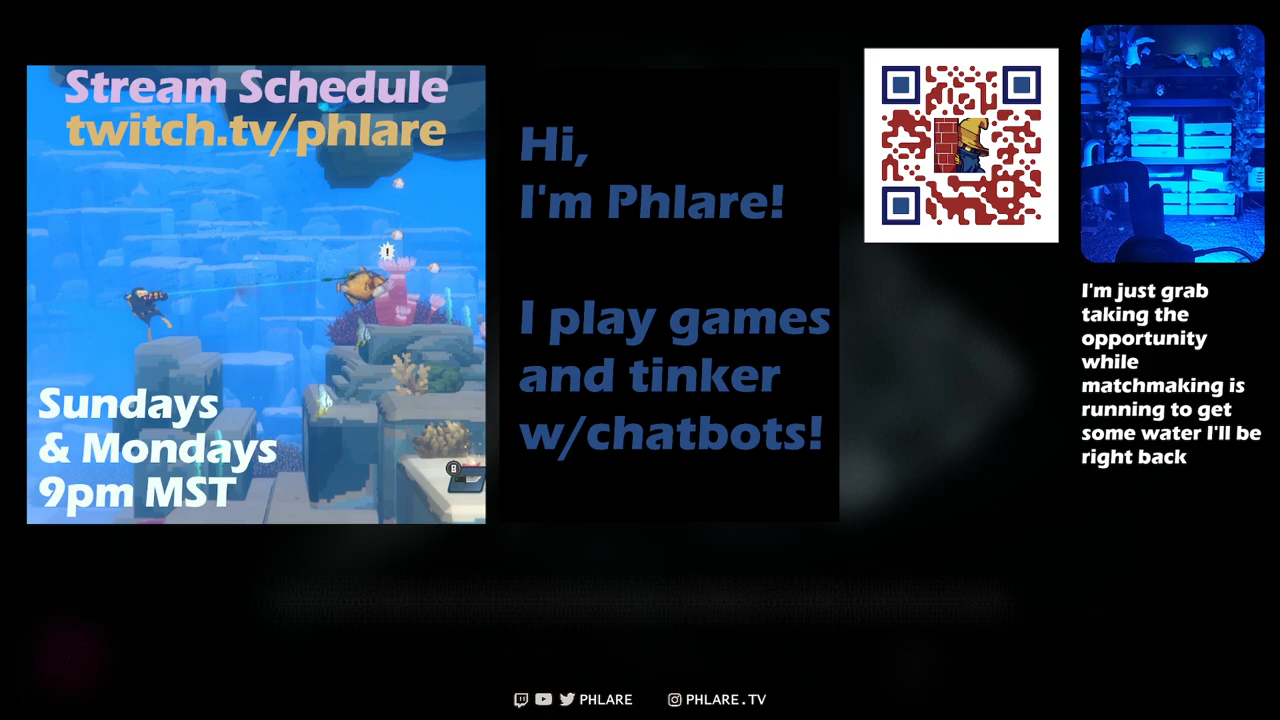 Stream Schedule
twitch.tv/phlare
Sundays
& Mondays
9pm MST
!
B
Hi,
I'm Phlare!
I play games
and tinker
w/chatbots!
I'm just grab
taking the
opportunity
while
matchmaking is
running to get
some water I'll be
right back
PHLARE
PHLARE.TV